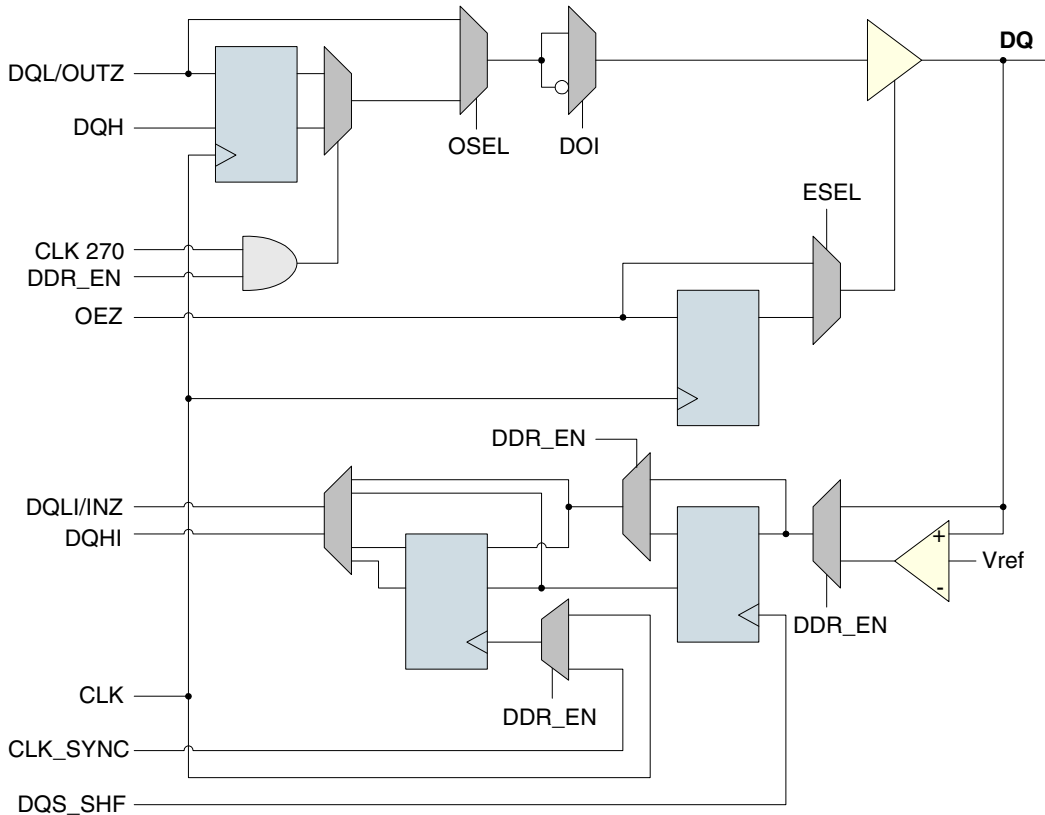 DQ
DQL/OUTZ
DQH
OSEL
DOI
ESEL
CLK 270
DDR_EN
OEZ
DDR_EN
DQLI/INZ
DQHI
+
Vref
-
DDR_EN
CLK
DDR_EN
CLK_SYNC
DQS_SHF